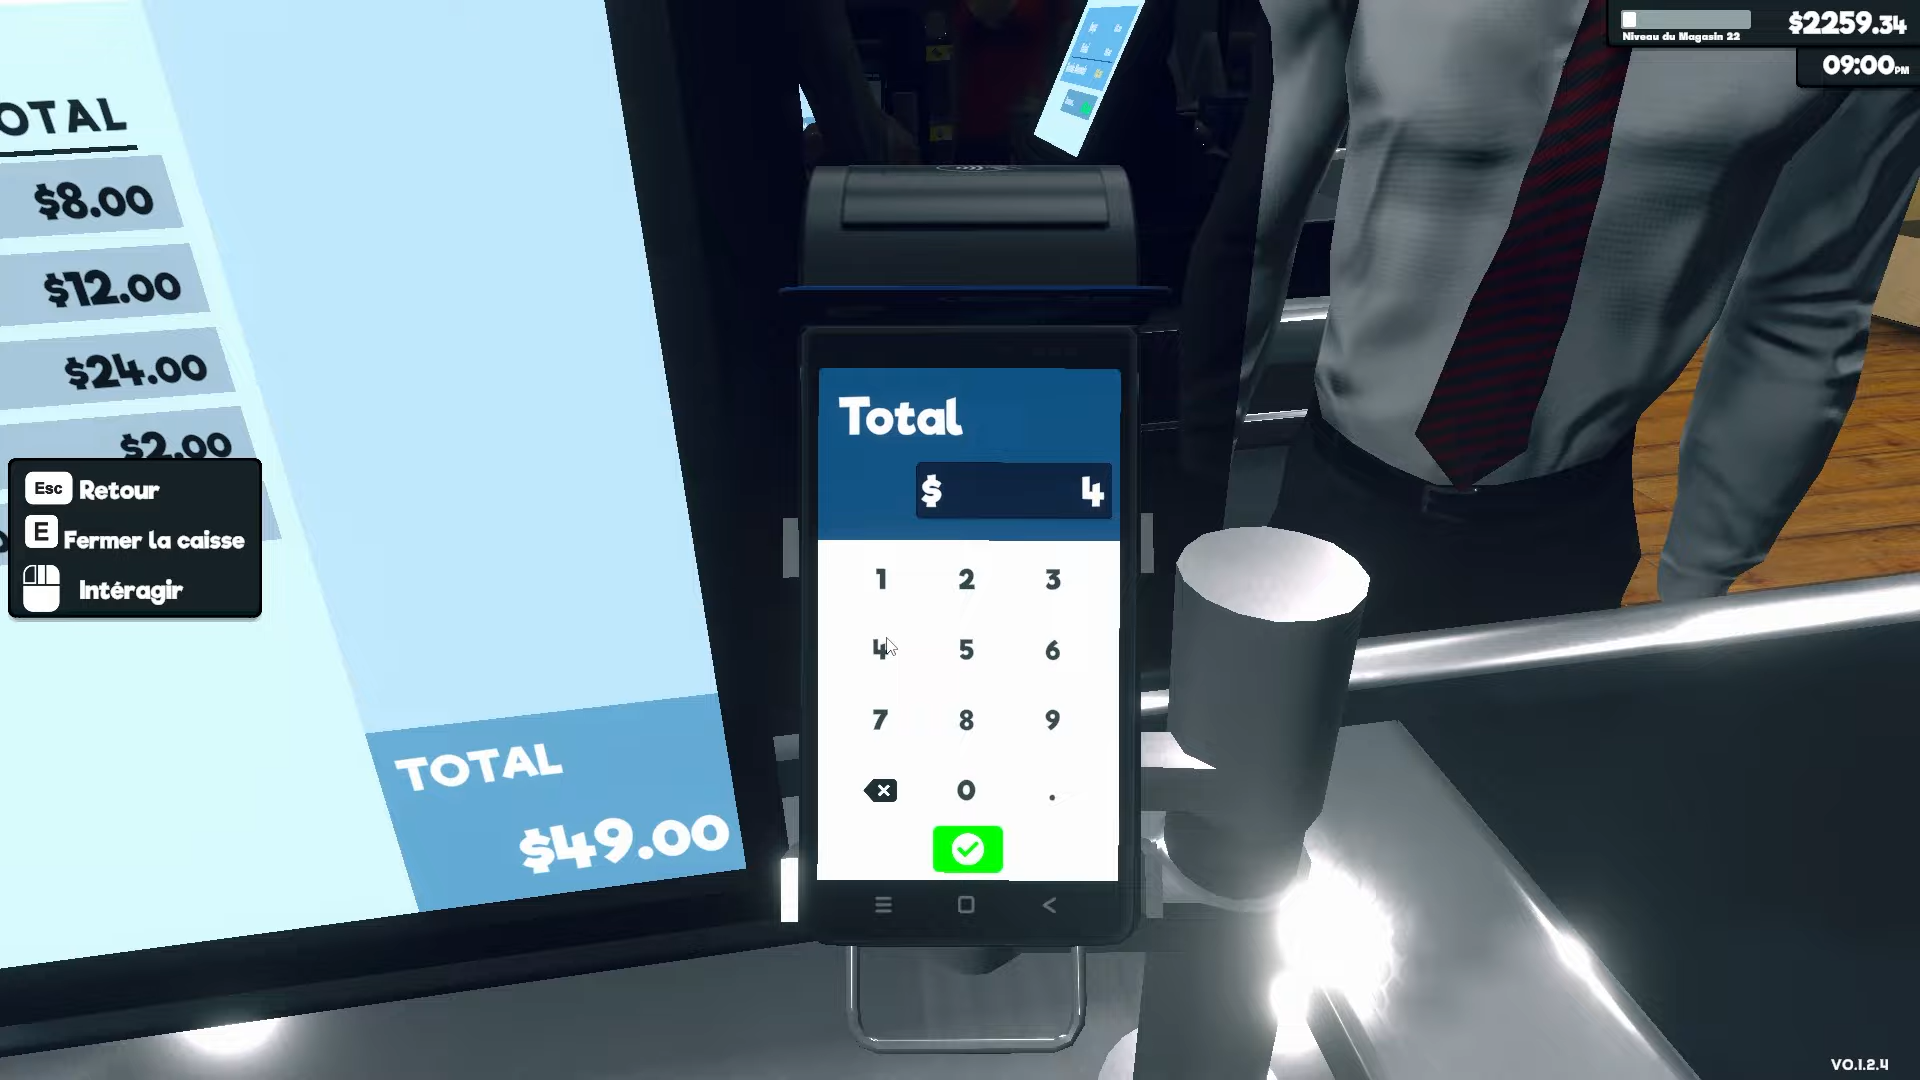 $2259.34
Niveau du Magasin 22
09:00PM
OTAL
$8.00
$12.00
$24.00
$2.00
Esc Retour
E Fermer la caisse
Intéragir
TOTAL
$49.00
Total
$ 4
1 2 3
4 5 6
7 8 9
0 .
V0.1.2.4